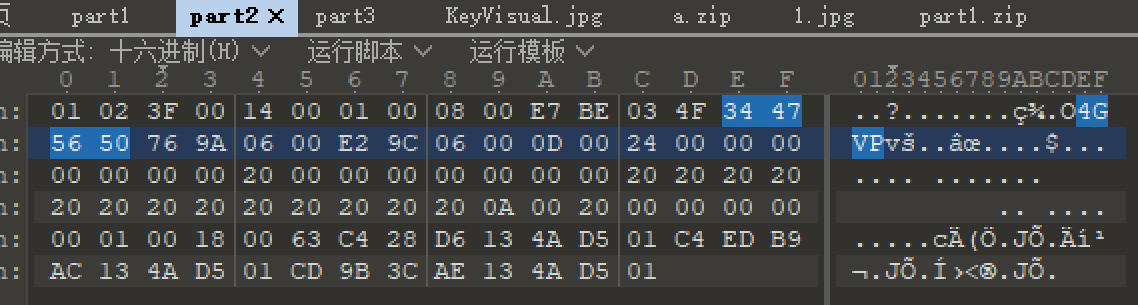 页 part1 part2 × part3 KeyVisual.jpg a.zip 1.jpg part1.zip
编辑方式: 十六进制(H) 运行脚本 运行模板
0 1 2 3 4 5 6 7 8 9 A B C D E F 0123456789ABCDEF
h: 01 02 3F 00 14 00 01 00 08 00 E7 BE 03 4F 34 47 ..?.......ç¾.O4G
h: 56 50 76 9A 06 00 E2 9C 06 00 0D 00 24 00 00 00 VPvš..âœ....$...
h: 00 00 00 00 20 00 00 00 00 00 00 00 20 20 20 20 .... .......
h: 20 20 20 20 20 20 20 20 20 0A 00 20 00 00 00 00 .. ....
h: 00 01 00 18 00 63 C4 28 D6 13 4A D5 01 C4 ED B9 .....cÄ(Ö.JÕ.Äí¹
h: AC 13 4A D5 01 CD 9B 3C AE 13 4A D5 01 ¬.JÕ.Í›<®.JÕ.